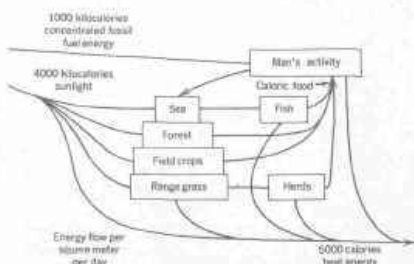 1000 kilocalories
concentrated fossil
fuel energy
Man's activity
4000 kilocalories
sunlight
Caloric food
Sea
Fish
Forest
Field crops
Range grass
Herds
Energy flow per
square meter
per day
5000 calories
heat energy